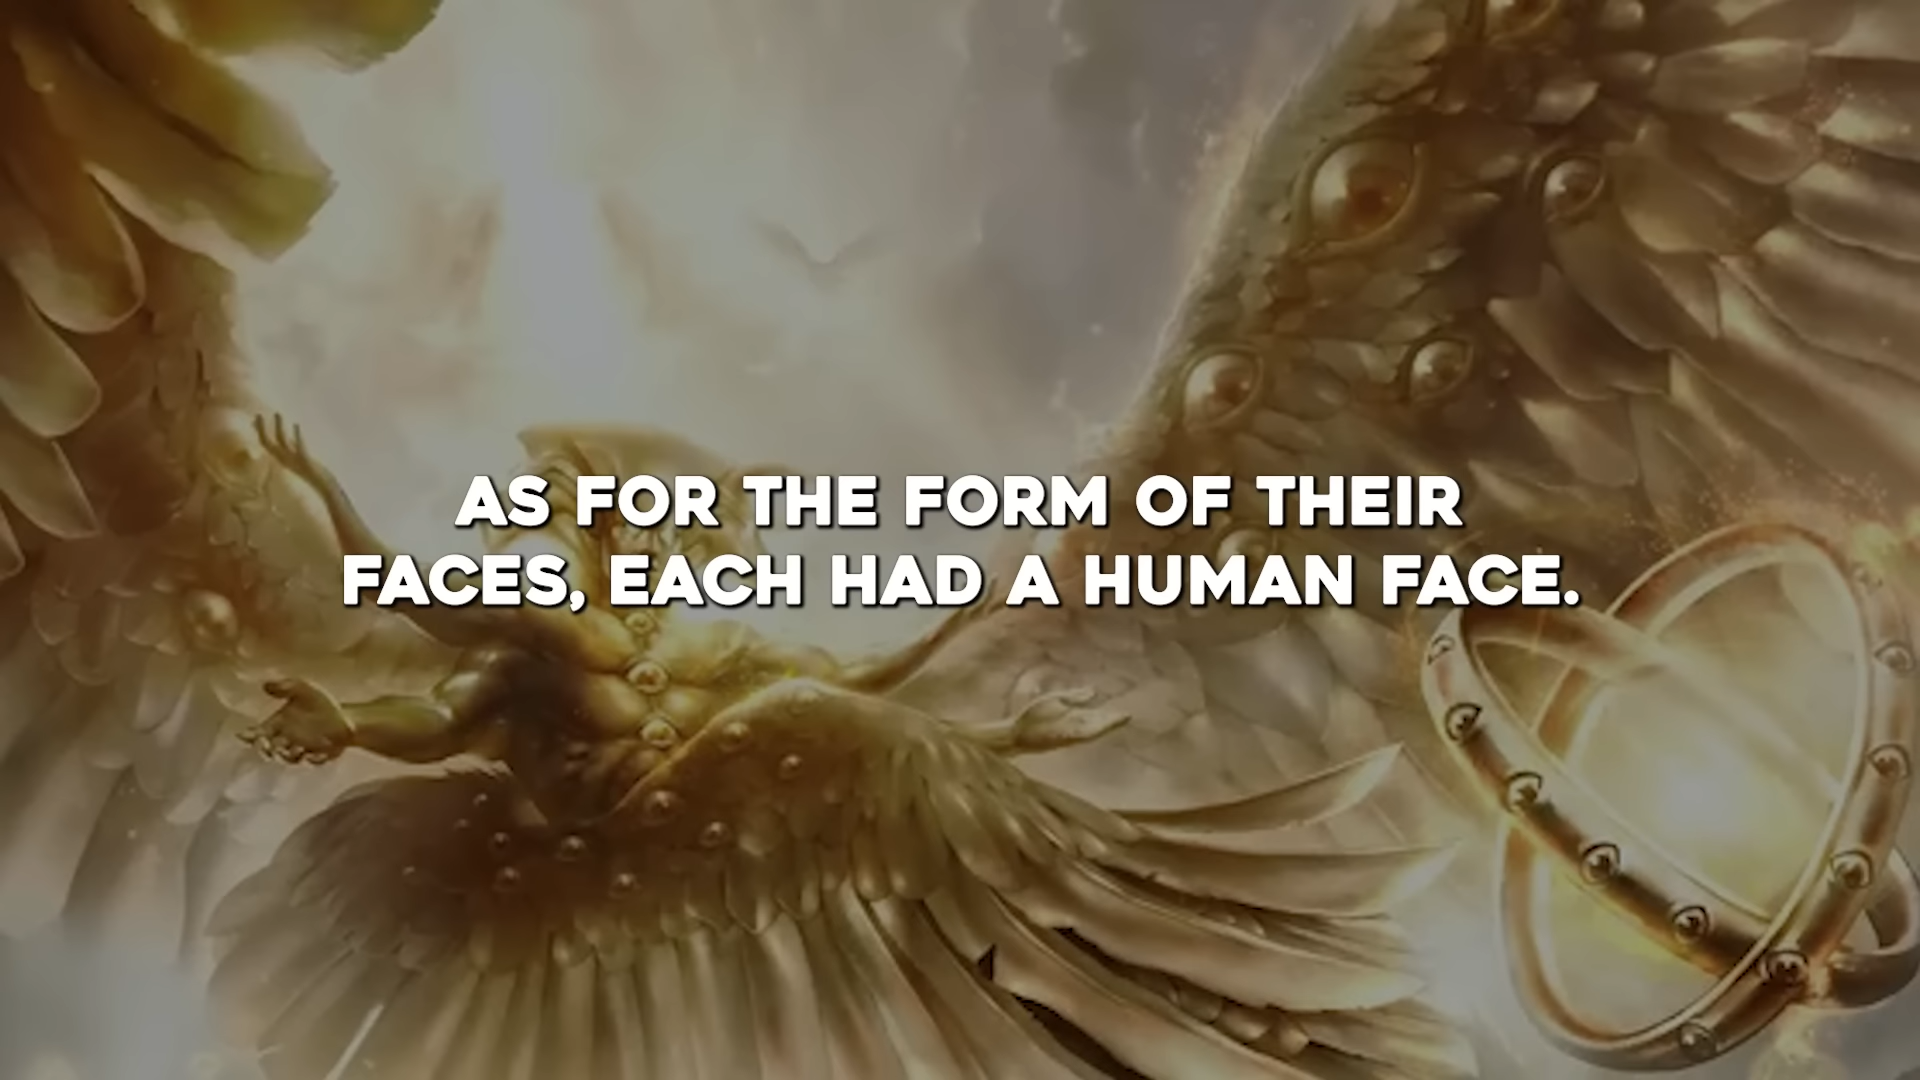 AS FOR THE FORM OF THEIR
FACES, EACH HAD A HUMAN FACE.